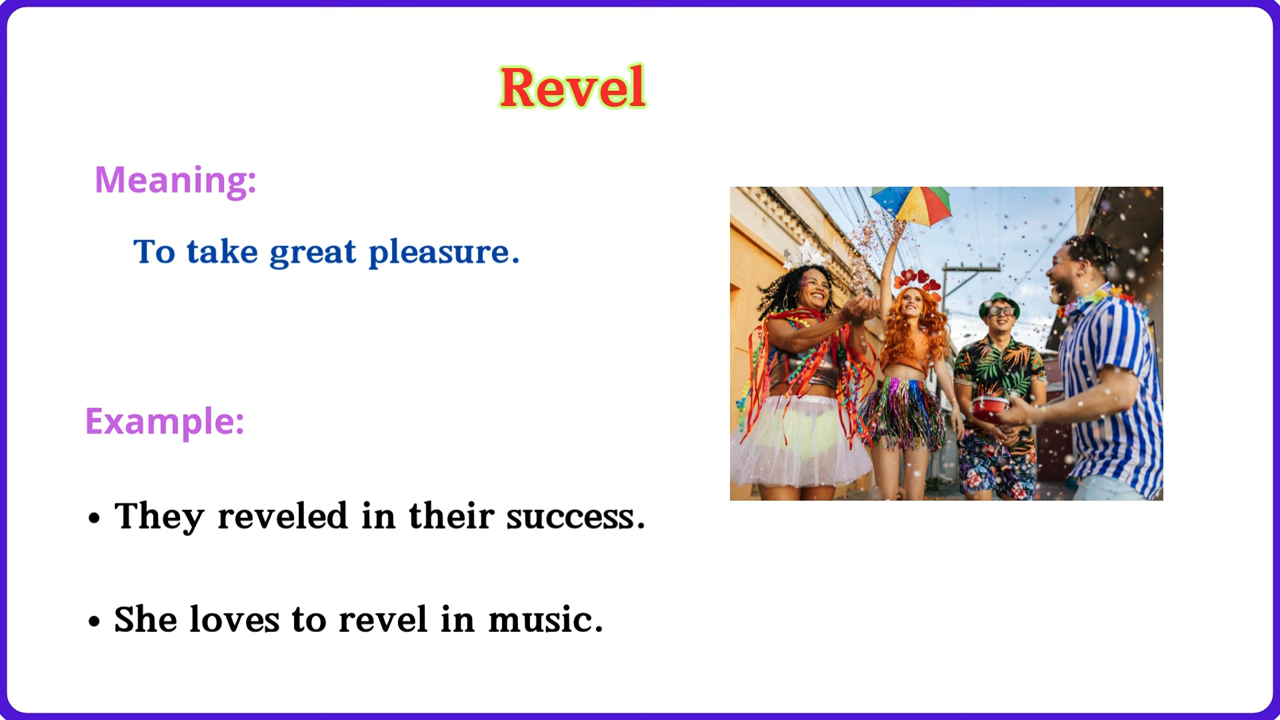 Revel
Meaning:
To take great pleasure.
Example:
• They reveled in their success.
• She loves to revel in music.